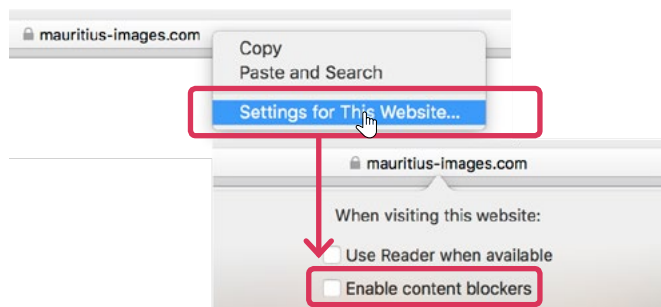 mauritius-images.com
Copy
Paste and Search
Settings for This Website...
mauritius-images.com
When visiting this website:
Use Reader when available
Enable content blockers